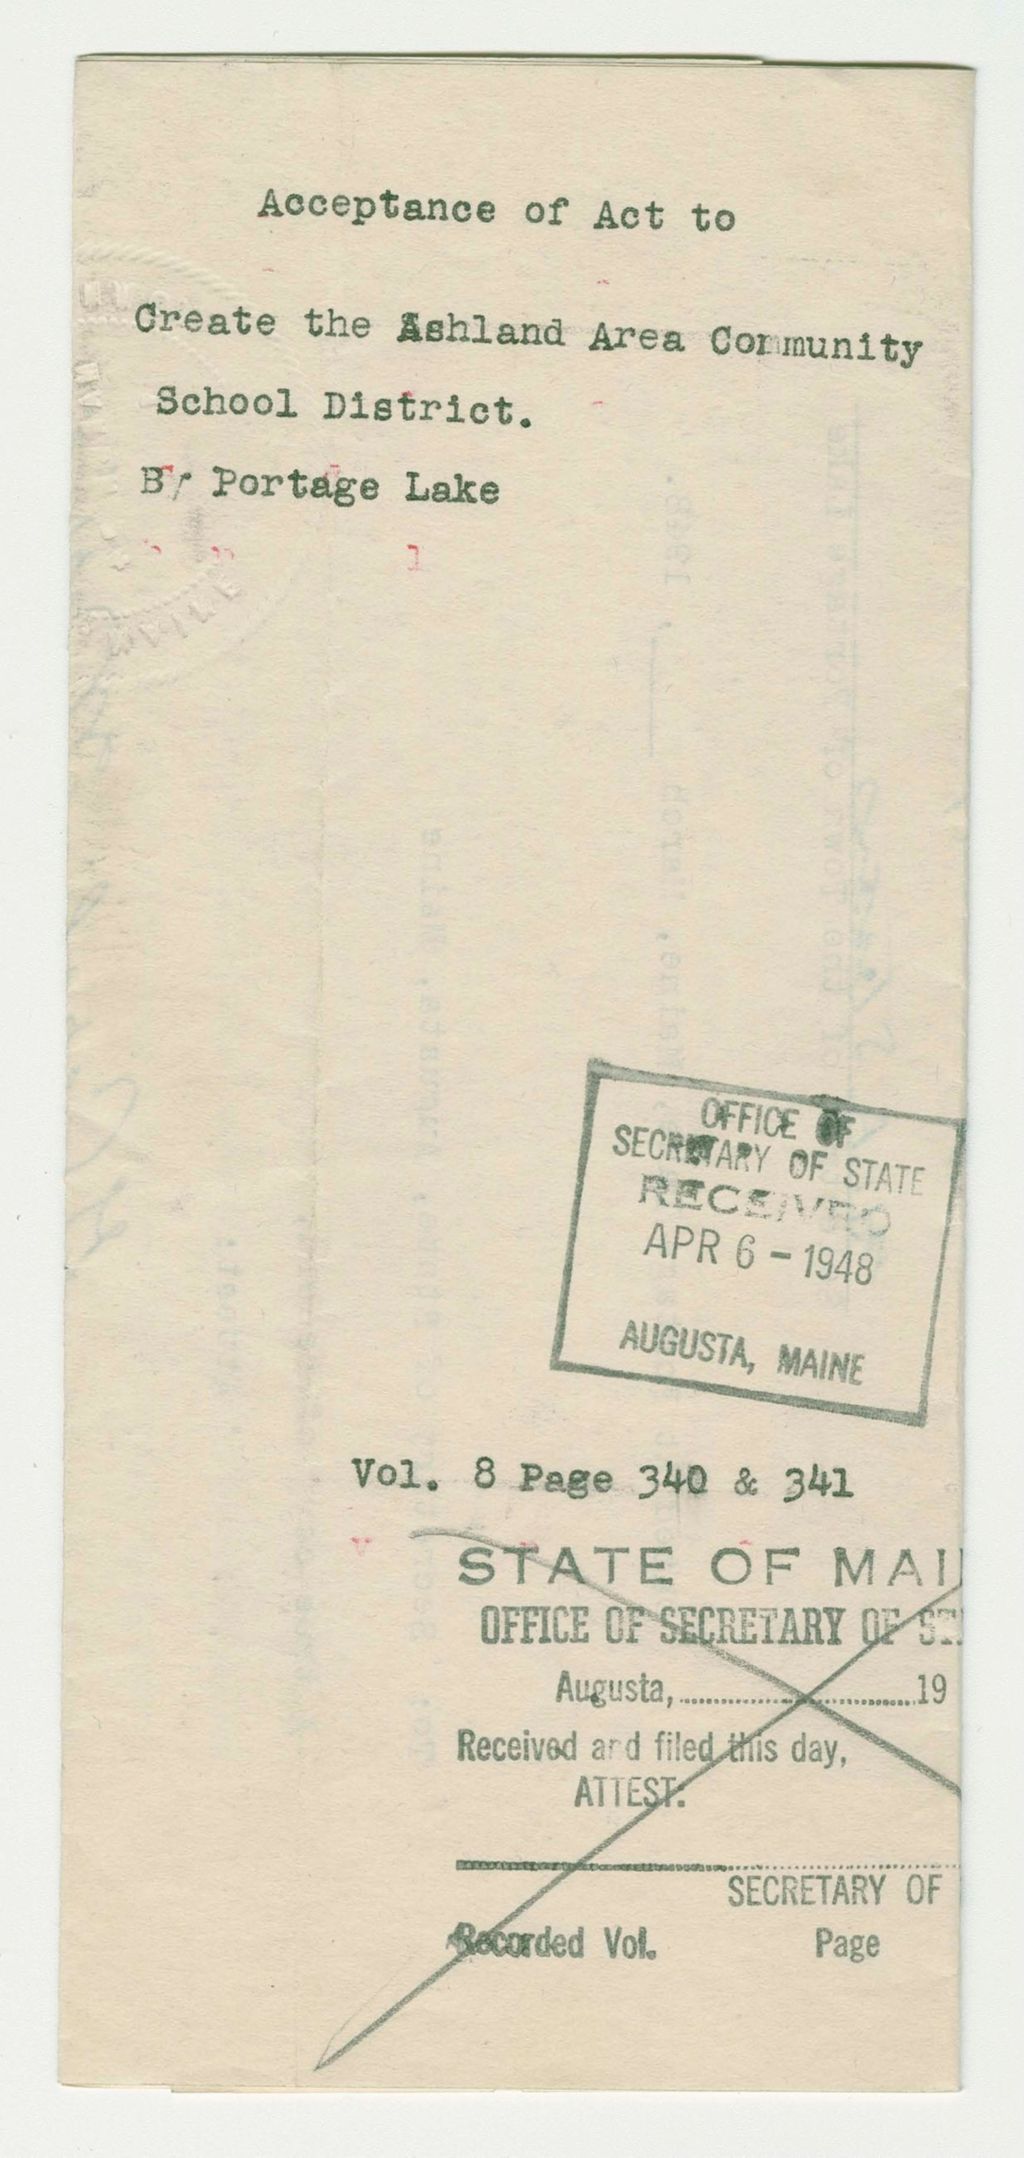 Acceptance of Act to
Create the Ashland Area Community
School District.
By Portage Lake
OFFICE OF
SECRETARY OF STATE
RECEIVED
APR 6 - 1948
AUGUSTA, MAINE
Vol. 8 Page 340 & 341
STATE OF MAI
OFFICE OF SECRETARY OF ST
Augusta, 19
Received and filed this day,
ATTEST:
SECRETARY OF
Recorded Vol. Page